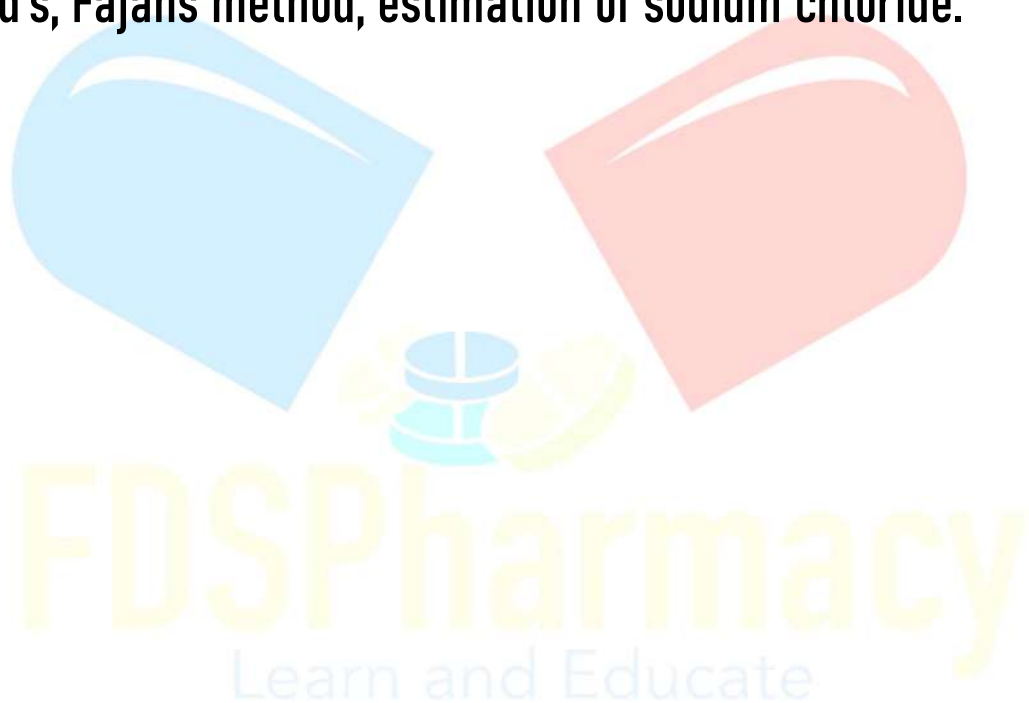 d's, Fajans method, estimation of sodium chloride.
FDSPharmacy
Learn and Educate